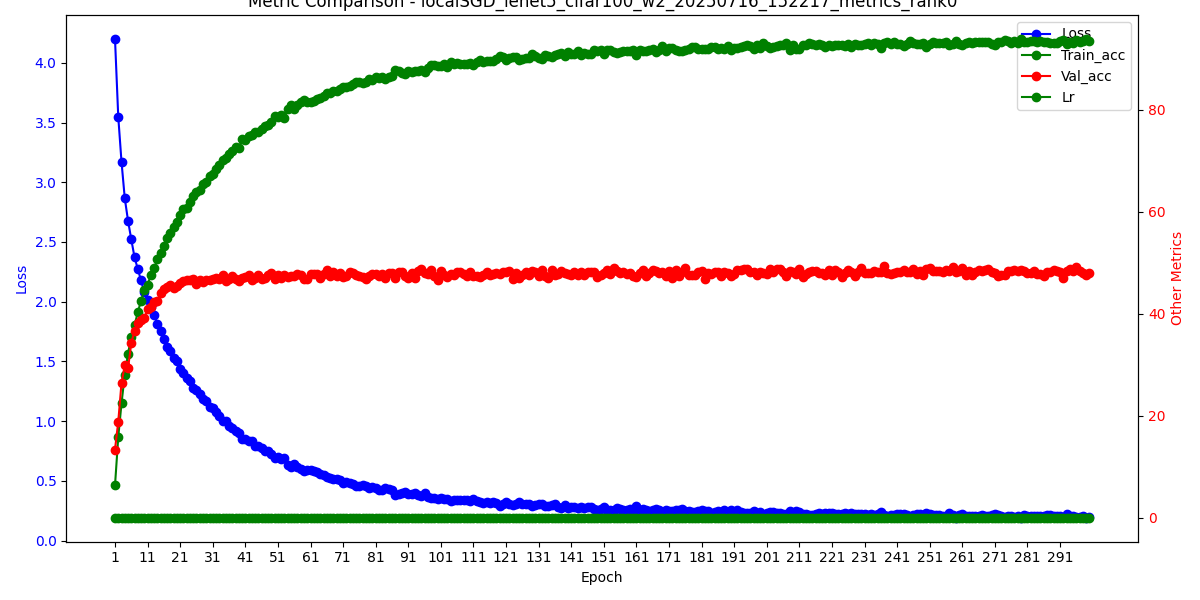 Metric Comparison - localSGD_lenet5_cifar100_w2_20250716_152217_metrics_rank0
Loss
Train_acc
Val_acc
Lr
4.0
3.5
3.0
2.5
2.0
1.5
1.0
0.5
0.0
Loss
80
60
40
20
0
Other Metrics
1 11 21 31 41 51 61 71 81 91 101 111 121 131 141 151 161 171 181 191 201 211 221 231 241 251 261 271 281 291
Epoch